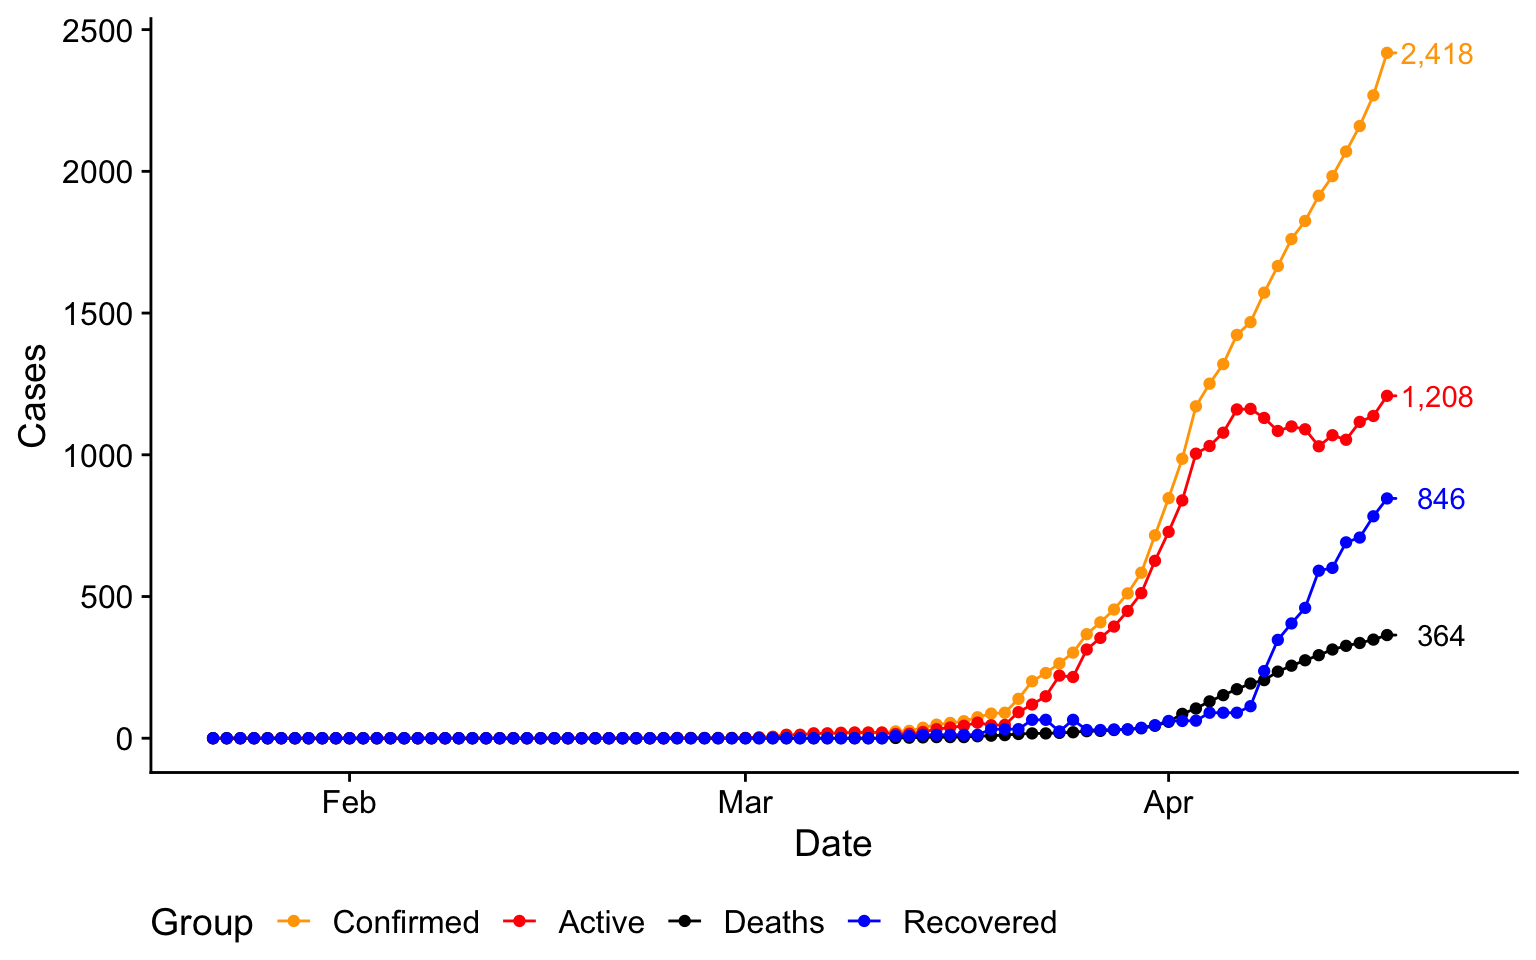 2500
2,418
2000
1500
Cases
1,208
1000
846
500
364
0
Feb Mar Apr
Date
Group Confirmed Active Deaths Recovered